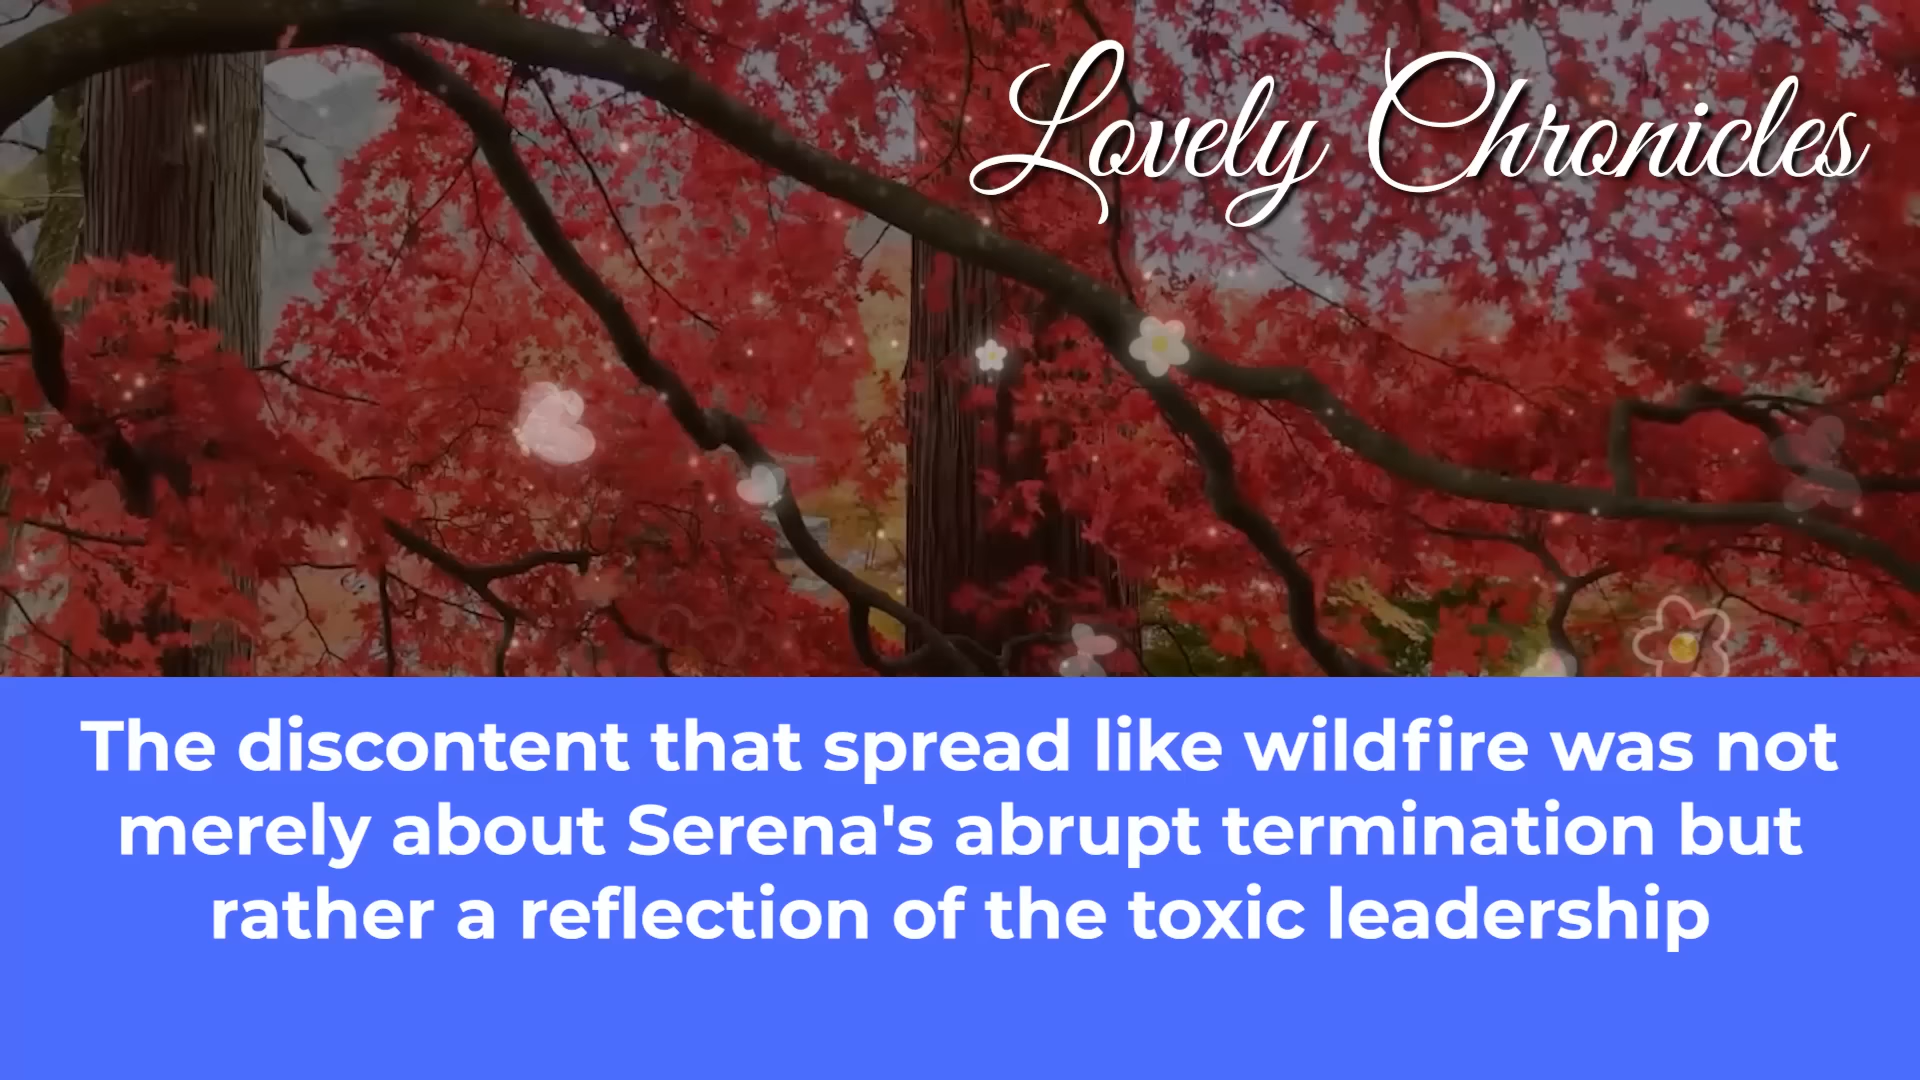 Lovely Chronicles
The discontent that spread like wildfire was not
merely about Serena's abrupt termination but
rather a reflection of the toxic leadership